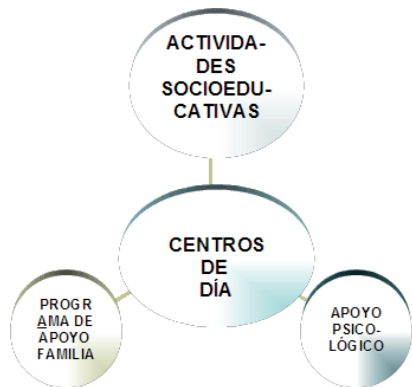 ACTIVIDA-
DES
SOCIOEDU-
CATIVAS
CENTROS
DE
DÍA
PROGR
AMA DE
APOYO
FAMILIA
APOYO
PSICO-
LÓGICO